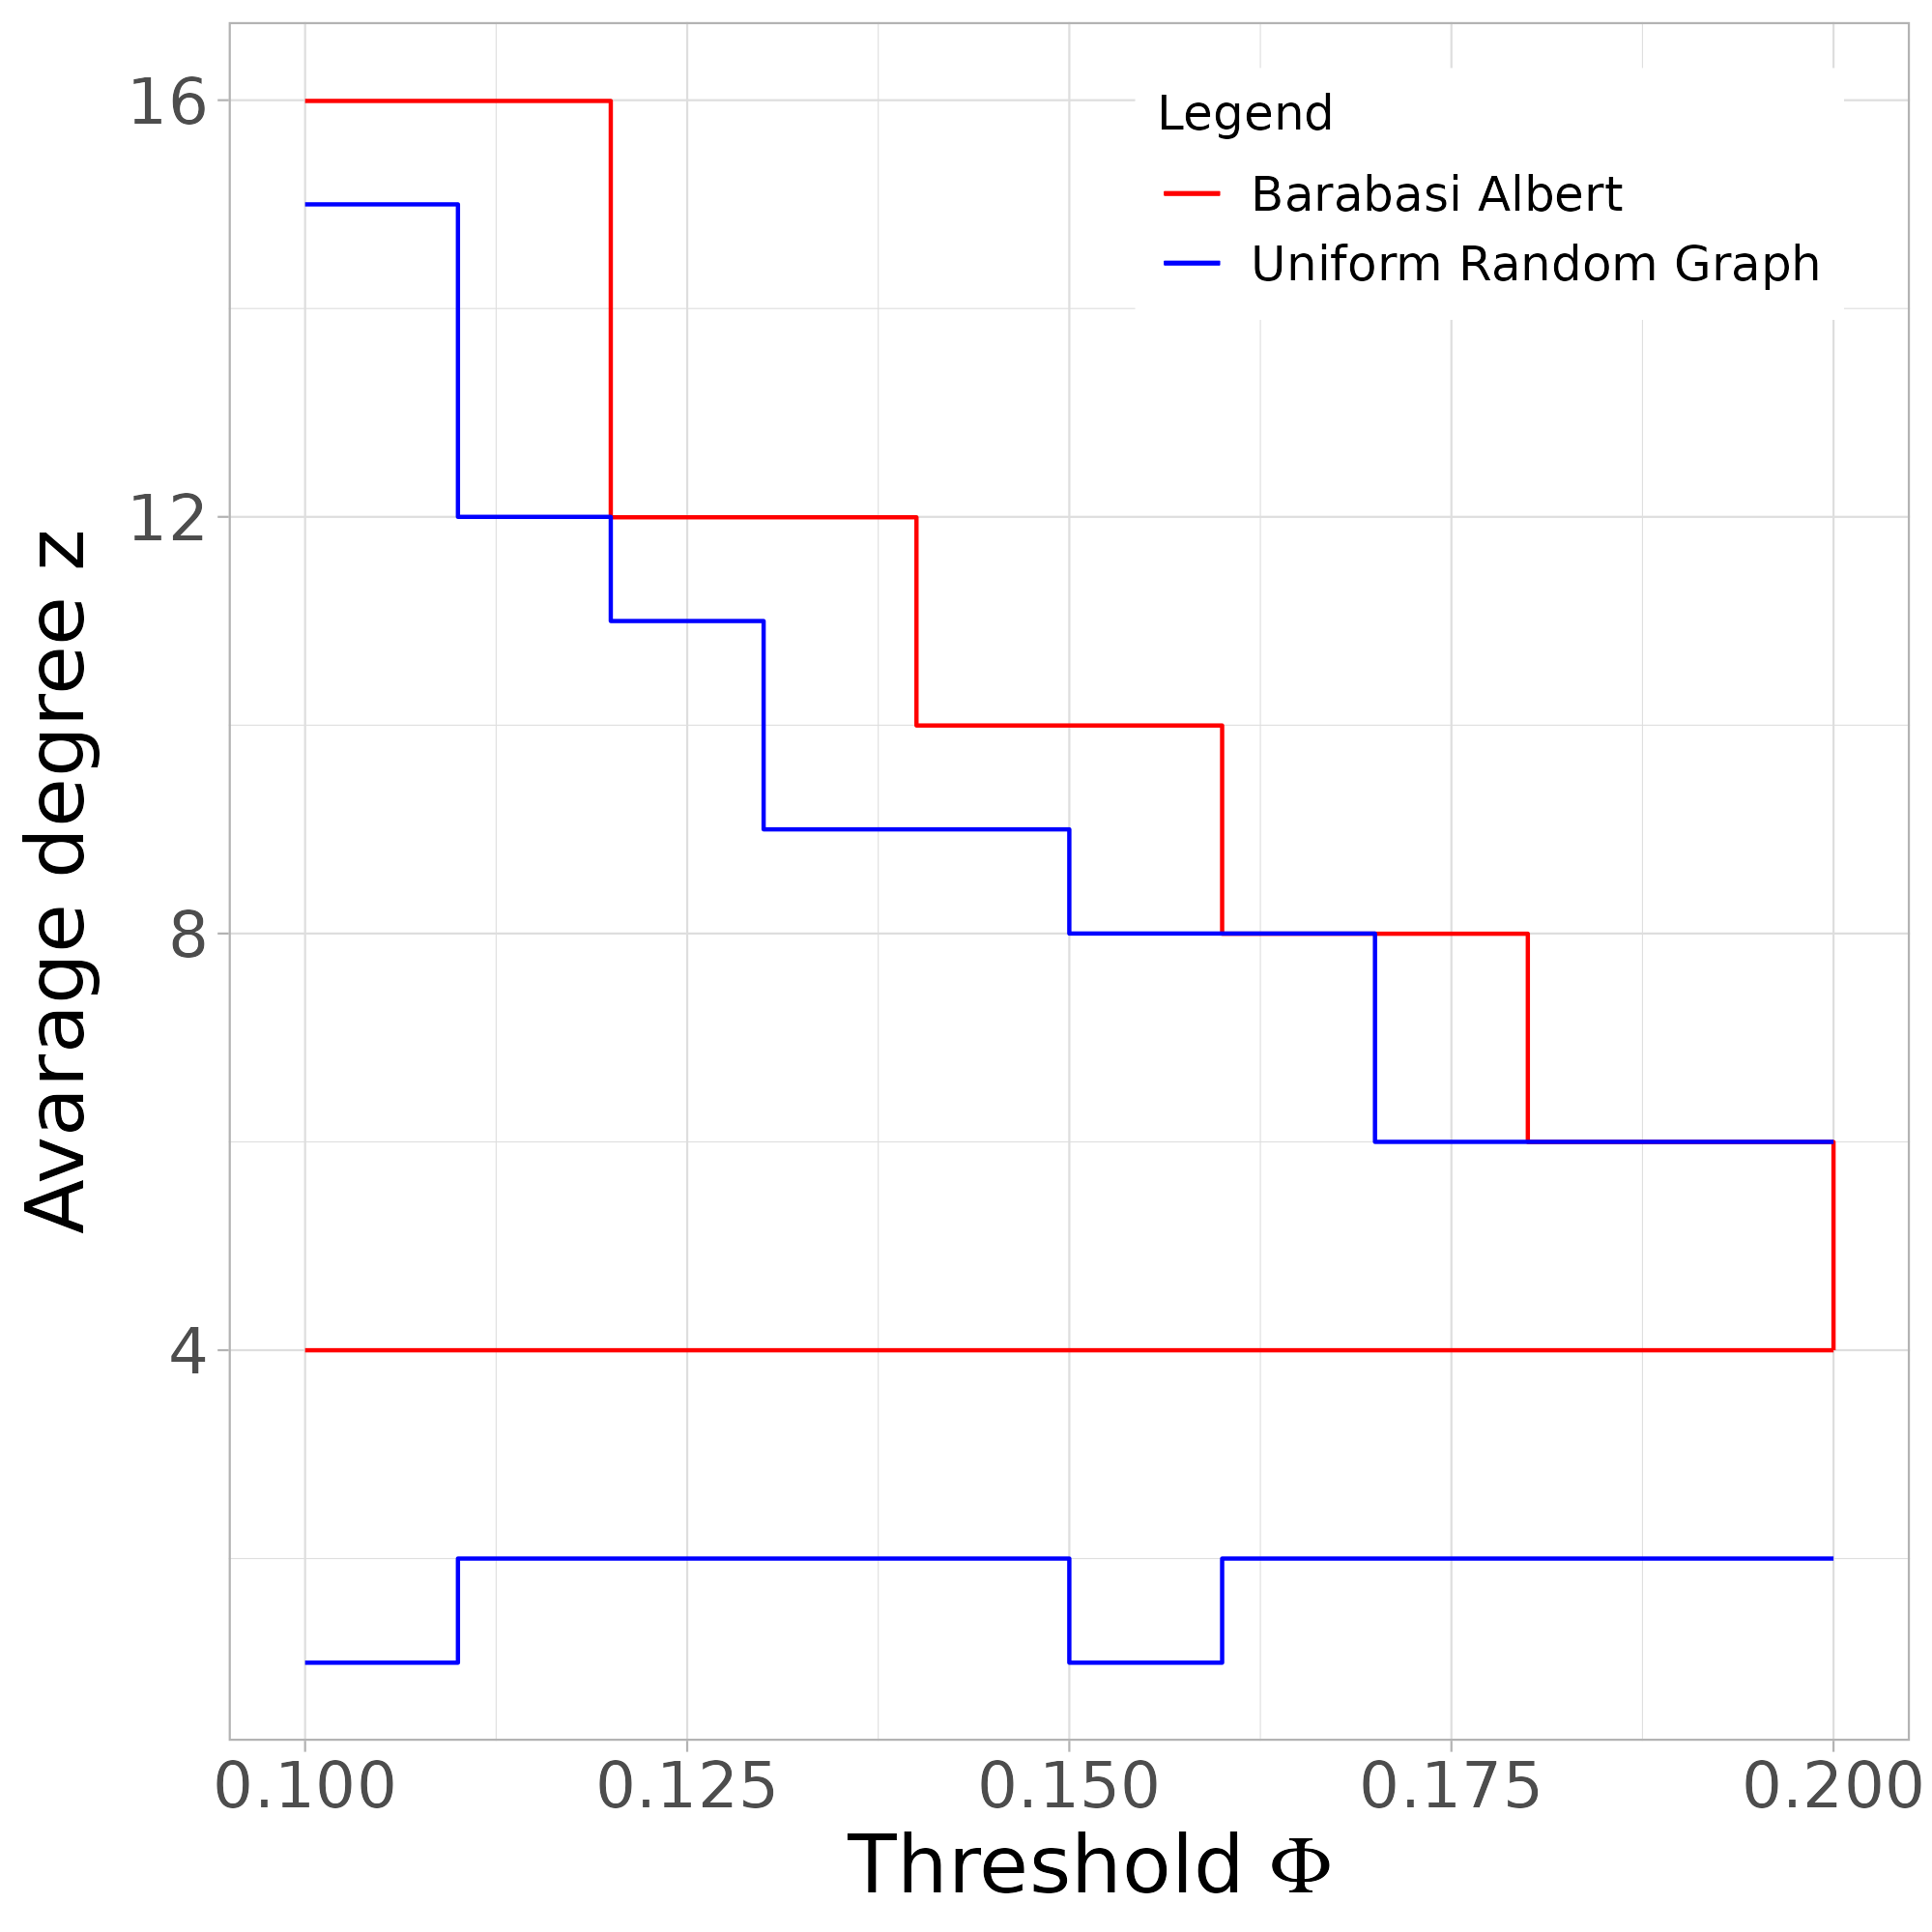 Legend
Barabasi Albert
Uniform Random Graph
Avarage degree z
16
12
8
4
0.100 0.125 0.150 0.175 0.200
Threshold Φ